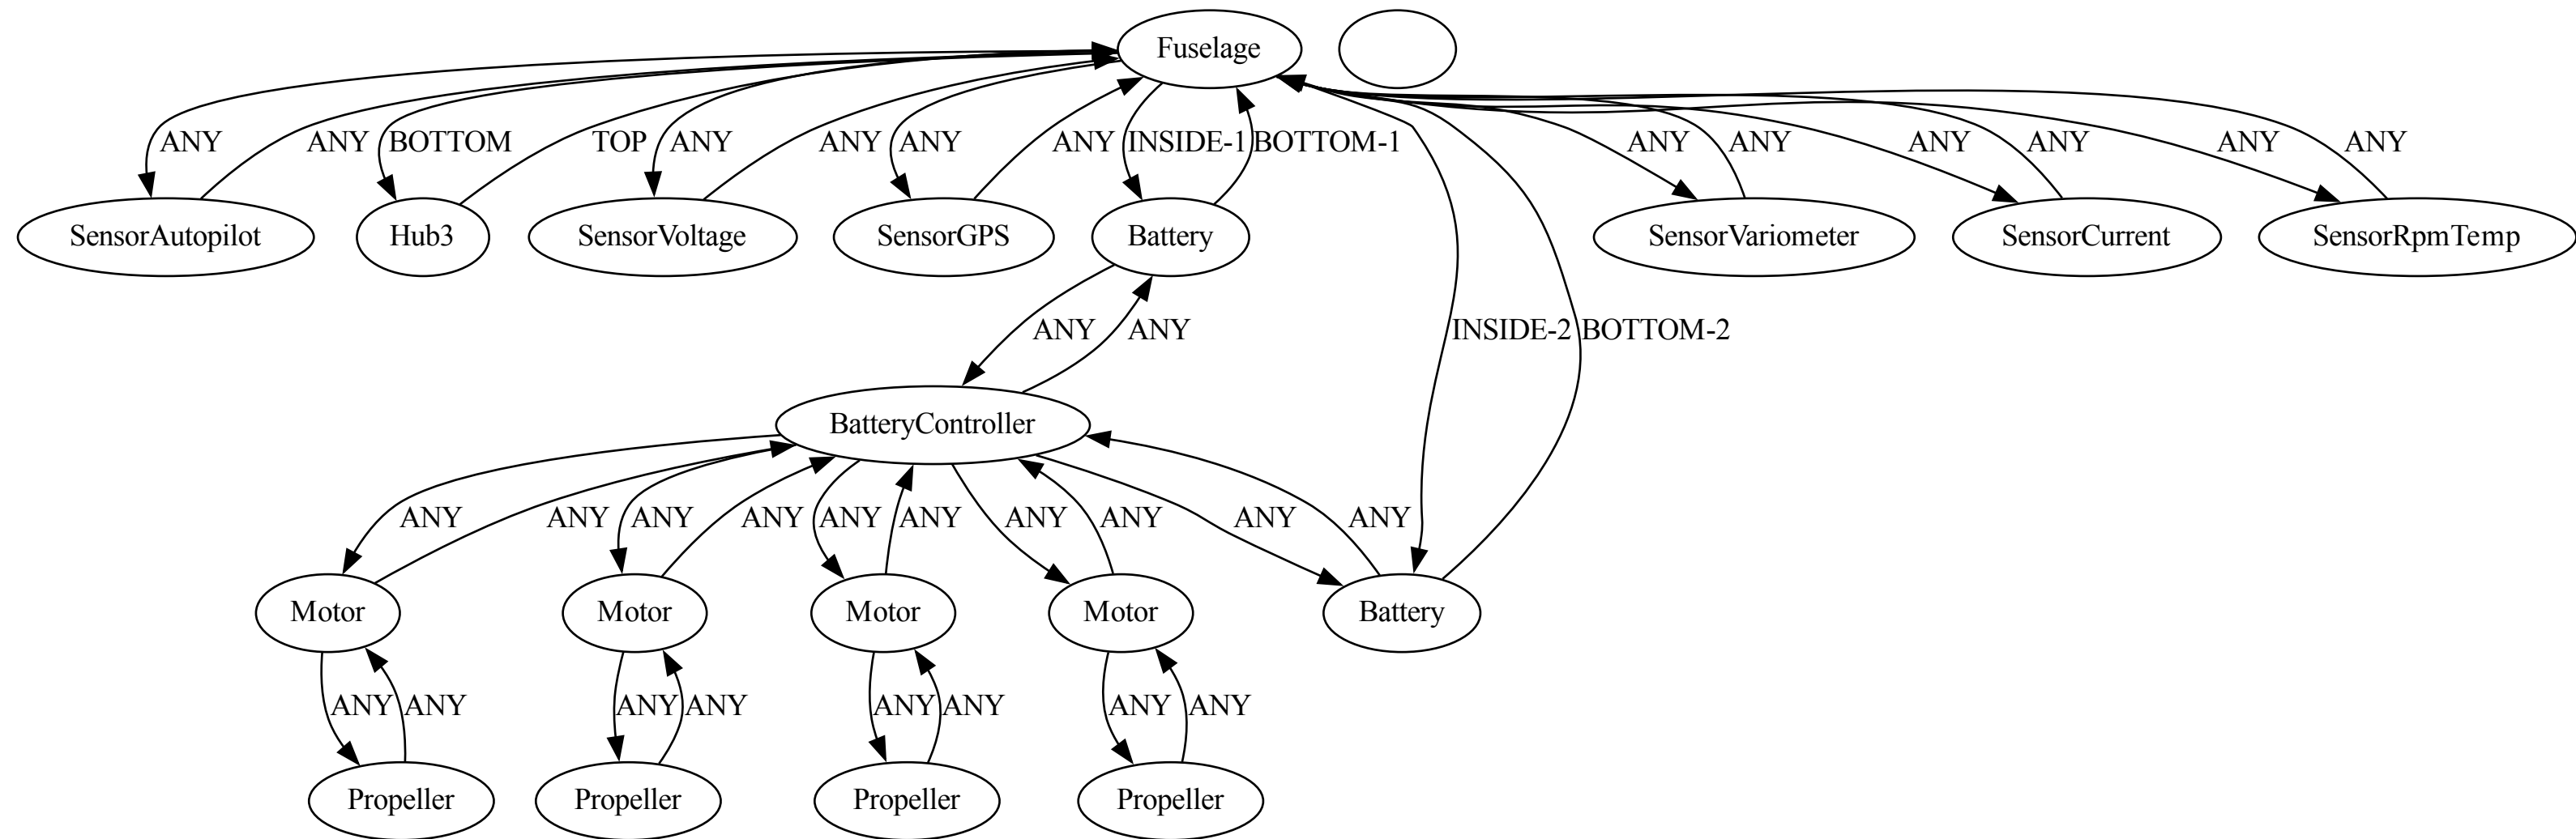 Fuselage
ANY ANY BOTTOM TOP ANY ANY ANY ANY INSIDE-1 BOTTOM-1 ANY ANY ANY ANY ANY ANY
SensorAutopilot Hub3 SensorVoltage SensorGPS Battery SensorVariometer SensorCurrent SensorRpmTemp
ANY ANY INSIDE-2 BOTTOM-2
BatteryController
ANY ANY ANY ANY ANY ANY ANY ANY ANY ANY
Motor Motor Motor Motor Battery
ANY ANY ANY ANY ANY ANY ANY ANY
Propeller Propeller Propeller Propeller